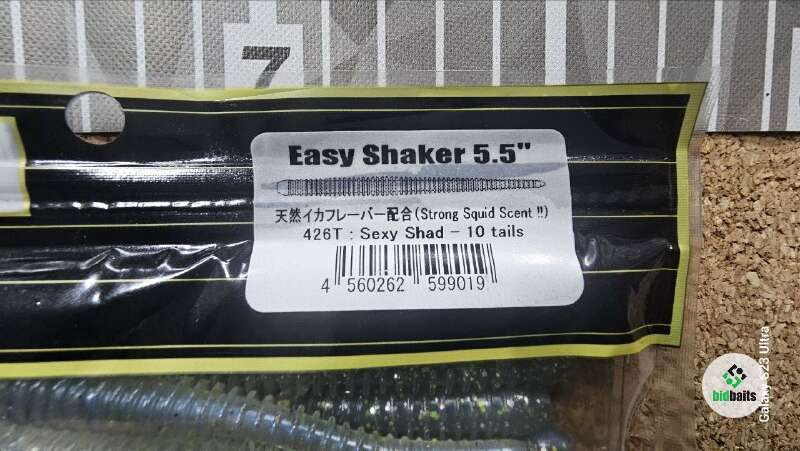 7
Easy Shaker 5.5"
天然イカフレーバー配合(Strong Squid Scent !!)
426T : Sexy Shad - 10 tails
4 560262 599019
bidbaits
Galaxy S23 Ultra